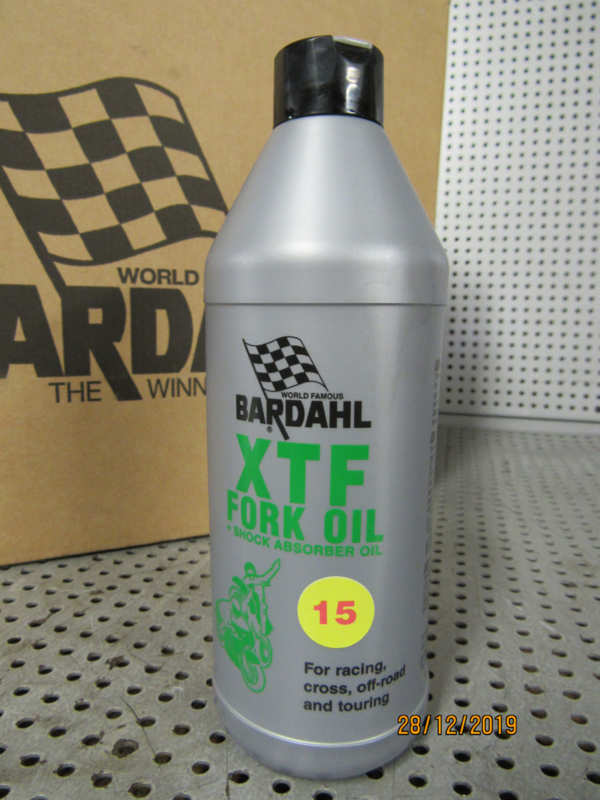 WORLD
BARDA
THE WINN
WORLD FAMOUS
BARDAHL
®
XTF
FORK OIL
+ SHOCK ABSORBER OIL
15
For racing,
cross, off-road
and touring
28/12/2019